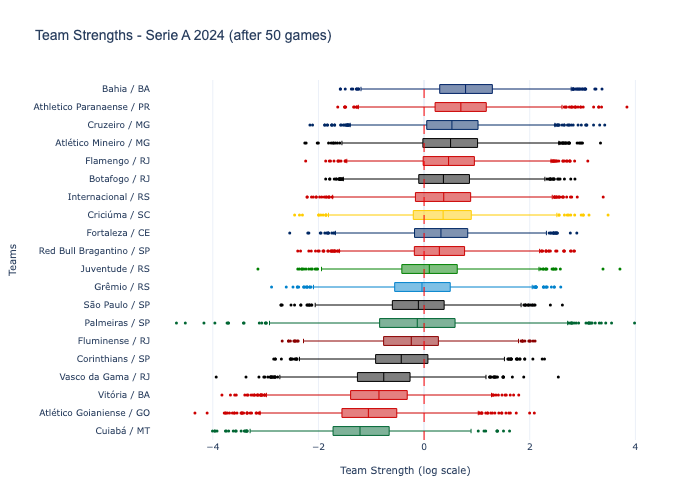 Team Strengths - Serie A 2024 (after 50 games)
Bahia / BA
Athletico Paranaense / PR
Cruzeiro / MG
Atlético Mineiro / MG
Flamengo / RJ
Botafogo / RJ
Internacional / RS
Criciúma / SC
Fortaleza / CE
Red Bull Bragantino / SP
Juventude / RS
Grêmio / RS
São Paulo / SP
Palmeiras / SP
Fluminense / RJ
Corinthians / SP
Vasco da Gama / RJ
Vitória / BA
Atlético Goianiense / GO
Cuiabá / MT
Teams
−4 −2 0 2 4
Team Strength (log scale)